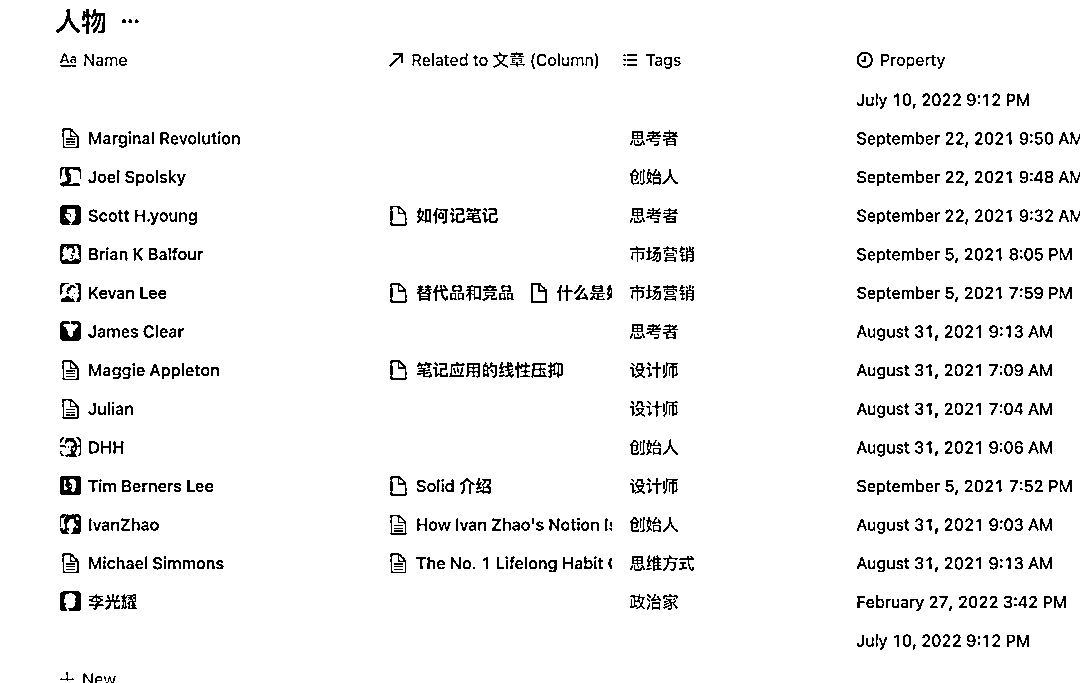 人物 ...
Aa Name Related to 文章 (Column) Tags Property
July 10, 2022 9:12 PM
Marginal Revolution 思考者 September 22, 2021 9:50 AM
Joel Spolsky 创始人 September 22, 2021 9:48 AM
Scott H.young 如何记笔记 思考者 September 22, 2021 9:32 AM
Brian K Balfour 市场营销 September 5, 2021 8:05 PM
Kevan Lee 替代品和竞品 什么是 市场营销 September 5, 2021 7:59 PM
James Clear 思考者 August 31, 2021 9:13 AM
Maggie Appleton 笔记应用的线性压抑 设计师 August 31, 2021 7:09 AM
Julian 设计师 August 31, 2021 7:04 AM
DHH 创始人 August 31, 2021 9:06 AM
Tim Berners Lee Solid 介绍 设计师 September 5, 2021 7:52 PM
IvanZhao How Ivan Zhao's Notion 创始人 August 31, 2021 9:03 AM
Michael Simmons The No. 1 Lifelong Habit 思维方式 August 31, 2021 9:13 AM
李光耀 政治家 February 27, 2022 3:42 PM
July 10, 2022 9:12 PM
+ New